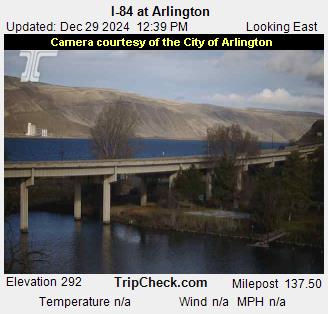 I-84 at Arlington
Updated: Dec 29 2024 12:39 PM Looking East
Camera courtesy of the City of Arlington
Elevation 292 TripCheck.com Milepost 137.50
Temperature n/a Wind n/a MPH n/a